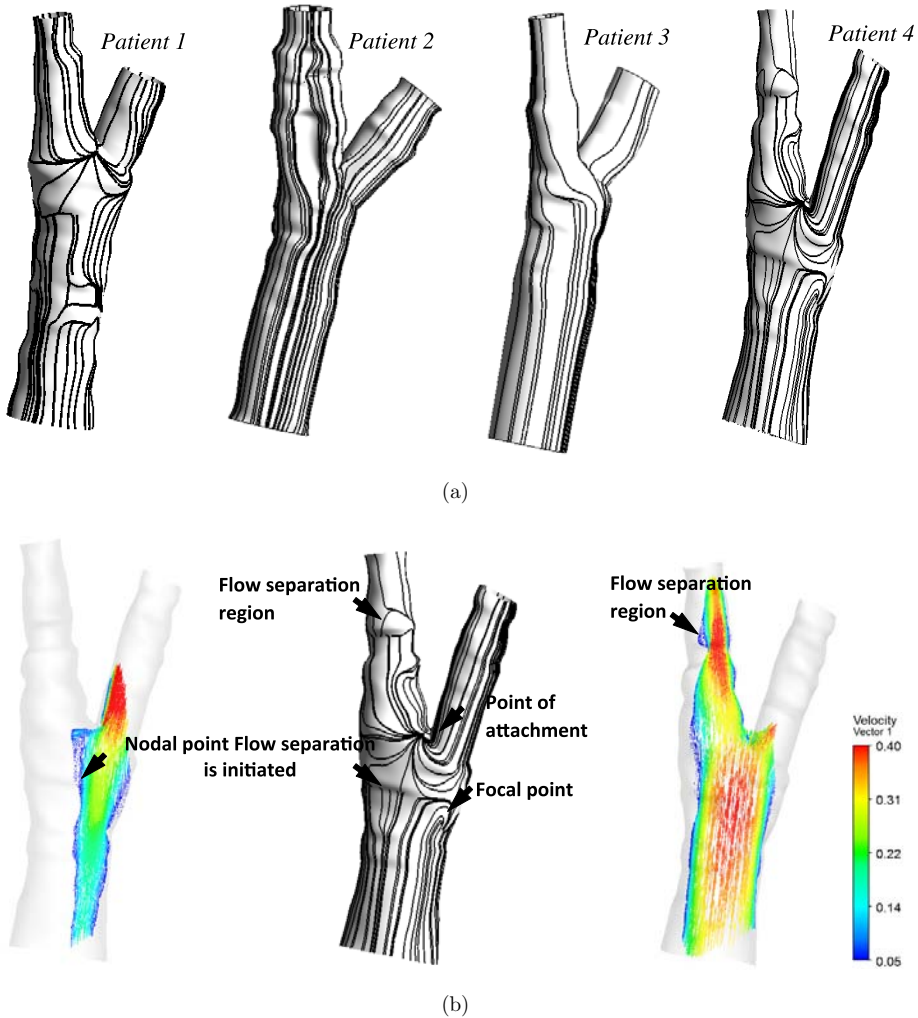 Patient 1
Patient 2
Patient 3
Patient 4
(a)
Flow separation
region
Point of
attachment
Nodal point Flow separation
is initiated
Focal point
Flow separation
region
Velocity
Vector 1
0.40
0.31
0.22
0.14
0.05
(b)